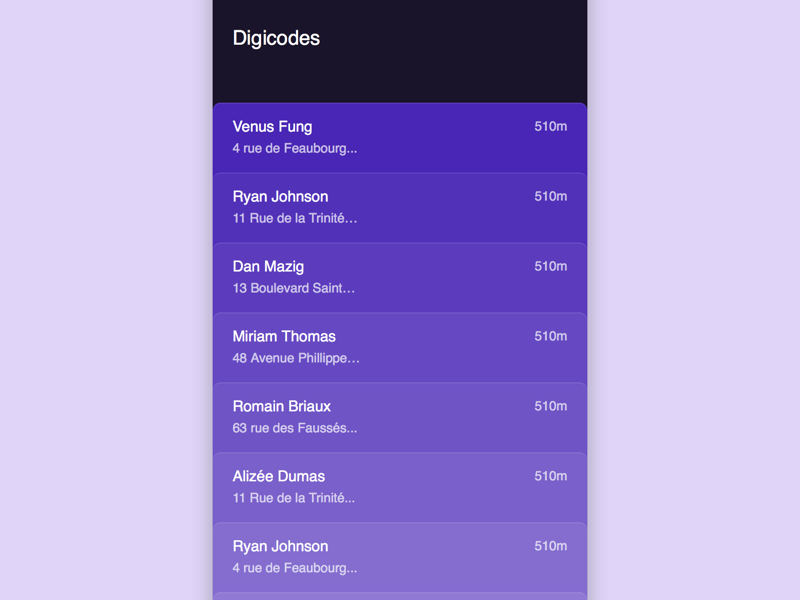 Digicodes
Venus Fung 510m
4 rue de Feaubourg...
Ryan Johnson 510m
11 Rue de la Trinité…
Dan Mazig 510m
13 Boulevard Saint…
Miriam Thomas 510m
48 Avenue Phillippe…
Romain Briaux 510m
63 rue des Faussés...
Alizée Dumas 510m
11 Rue de la Trinité...
Ryan Johnson 510m
4 rue de Feaubourg...